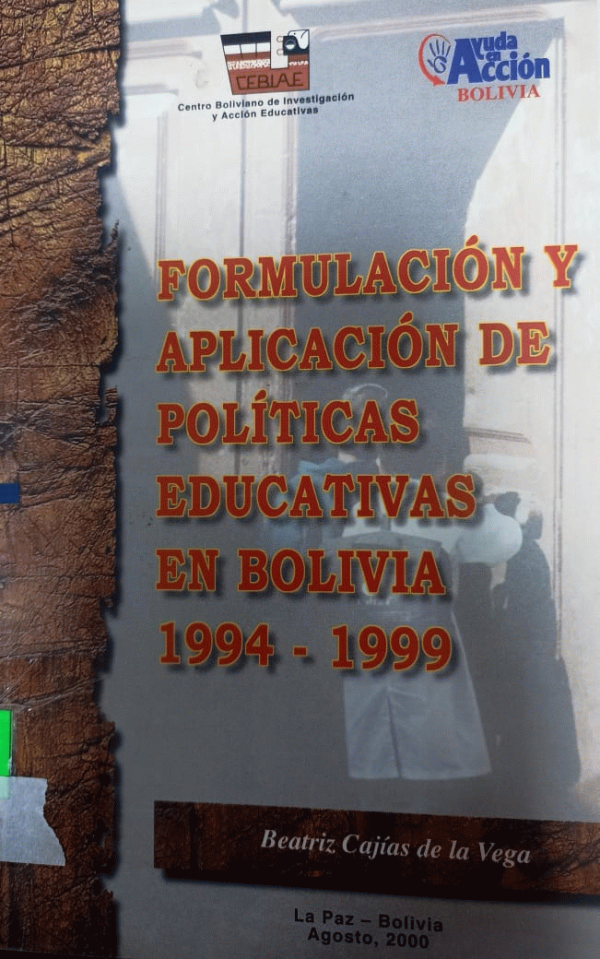 CEBIAE
Centro Boliviano de Investigación
y Acción Educativas
Ayuda
en
Acción
BOLIVIA
FORMULACIÓN Y
APLICACIÓN DE
POLÍTICAS
EDUCATIVAS
EN BOLIVIA
1994 - 1999
Beatriz Cajías de la Vega
La Paz – Bolivia
Agosto, 2000